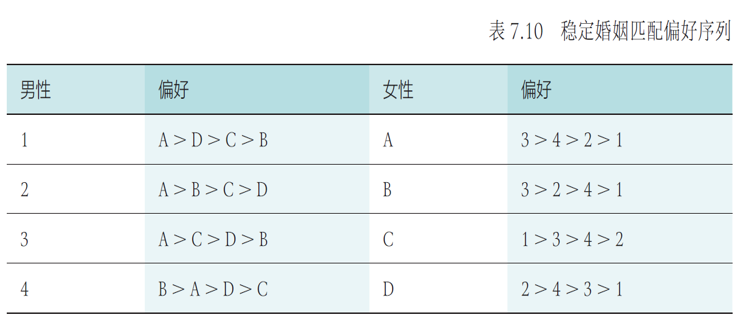 表 7.10 稳定婚姻匹配偏好序列
男性 偏好 女性 偏好
1 A > D > C > B A 3 > 4 > 2 > 1
2 A > B > C > D B 3 > 2 > 4 > 1
3 A > C > D > B C 1 > 3 > 4 > 2
4 B > A > D > C D 2 > 4 > 3 > 1